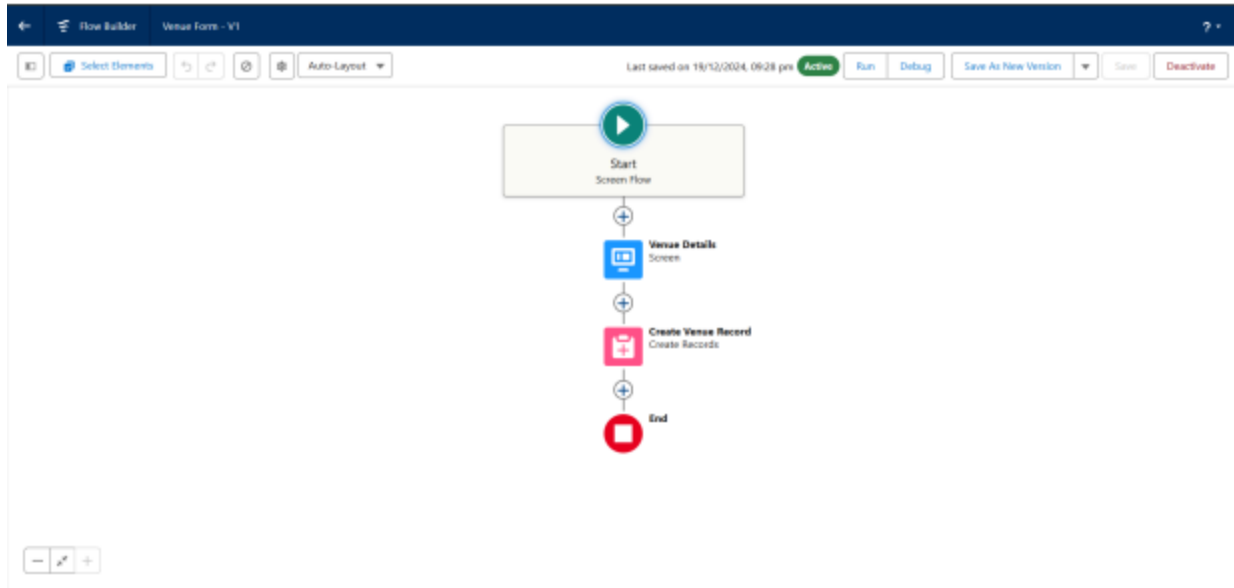 Flow Builder Venue Form - V1 ?
Select Elements Auto-Layout Last saved on 19/12/2024, 09:28 pm Active Run Debug Save As New Version Save Deactivate
Start
Screen Flow
Venue Details
Screen
Create Venue Record
Create Records
End